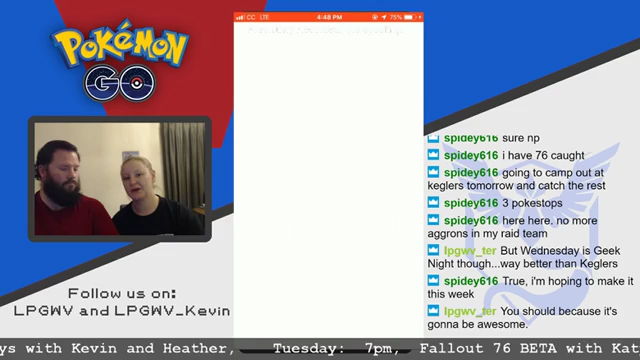 POKÉMON
GO
CC LTE 4:48 PM 75%
spidey616 sure np
spidey616 i have 76 caught
spidey616 going to camp out at
keglers tomorrow and catch the rest
spidey616 3 pokestops
spidey616 here here. no more
aggrons in my raid team
lpgwv_ter But Wednesday is Geek
Night though...way better than Keglers
spidey616 True, i'm hoping to make it
this week
lpgwv_ter You should because it's
gonna be awesome.
Follow us on:
LPGWV and LPGWV_Kevin
ys with Kevin and Heather, Tuesday: 7pm, Fallout 76 BETA with Kat